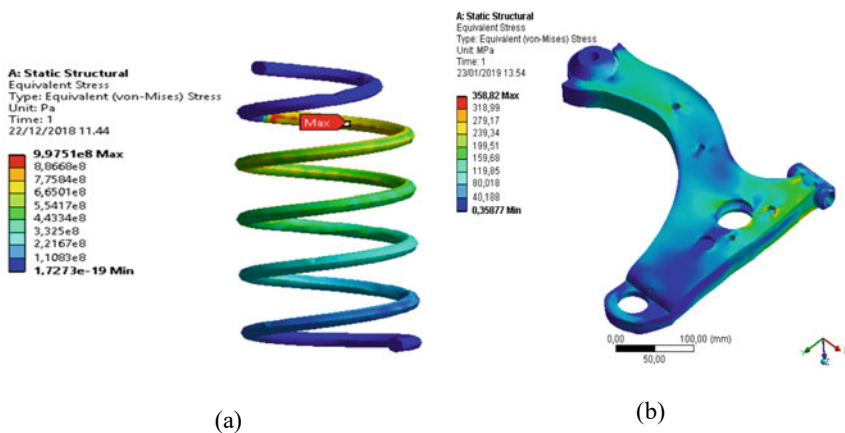 A: Static Structural
Equivalent Stress
Type: Equivalent (von-Mises) Stress
Unit: Pa
Time: 1
22/12/2018 11.44
9,9751e8 Max
8,8668e8
7,7584e8
6,6501e8
5,5417e8
4,4334e8
3,325e8
2,2167e8
1,1083e8
1,7273e-19 Min
Max
(a)
A: Static Structural
Equivalent Stress
Type: Equivalent (von-Mises) Stress
Unit: MPa
Time: 1
23/01/2019 13.54
358,82 Max
318,99
279,17
239,34
199,51
159,68
119,85
80,018
40,188
0,35877 Min
0,00 100,00 (mm)
50,00
(b)